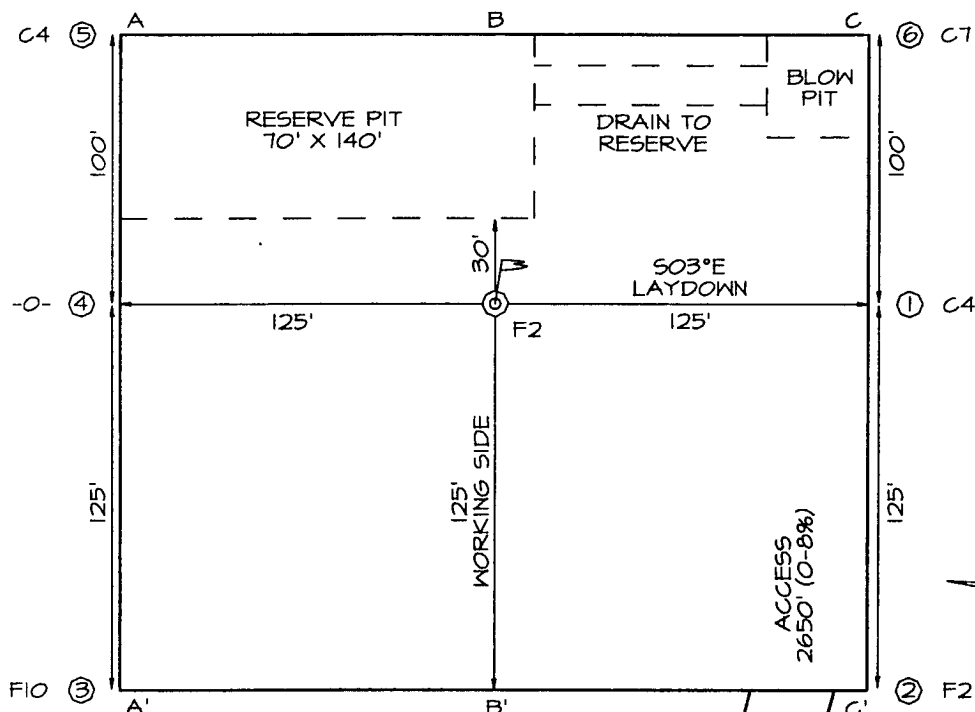 A B C
C4 ⑤ ⑥ C7
BLOW
PIT
RESERVE PIT
70' X 140'
DRAIN TO
RESERVE
100' 100'
30'
S03°E
LAYDOWN
-0- ④ ① C4
125' 125'
F2
125'
WORKING SIDE
125'
125'
ACCESS
2650' (0-8%)
F10 ③ ② F2
A' B' C'